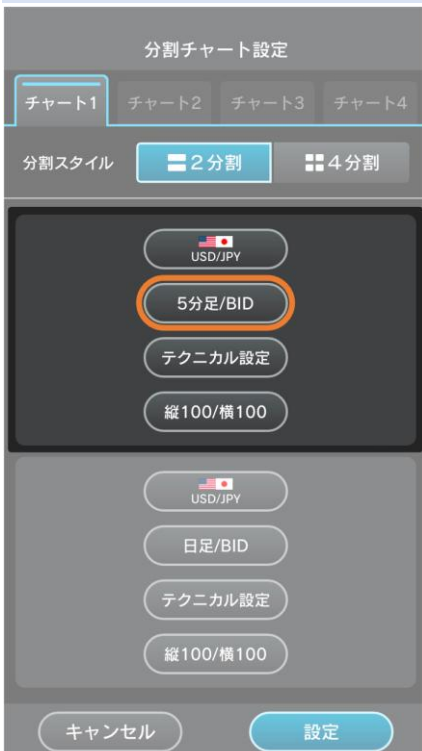 分割チャート設定
チャート1 チャート2 チャート3 チャート4
分割スタイル 2分割 4分割
USD/JPY
5分足/BID
テクニカル設定
縦100/横100
USD/JPY
日足/BID
テクニカル設定
縦100/横100
キャンセル 設定